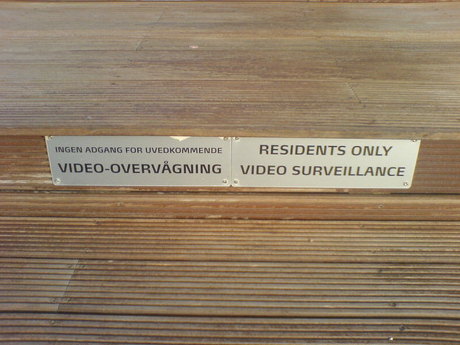 INGEN ADGANG FOR UVEDKOMMENDE
VIDEO-OVERVÅGNING
RESIDENTS ONLY
VIDEO SURVEILLANCE